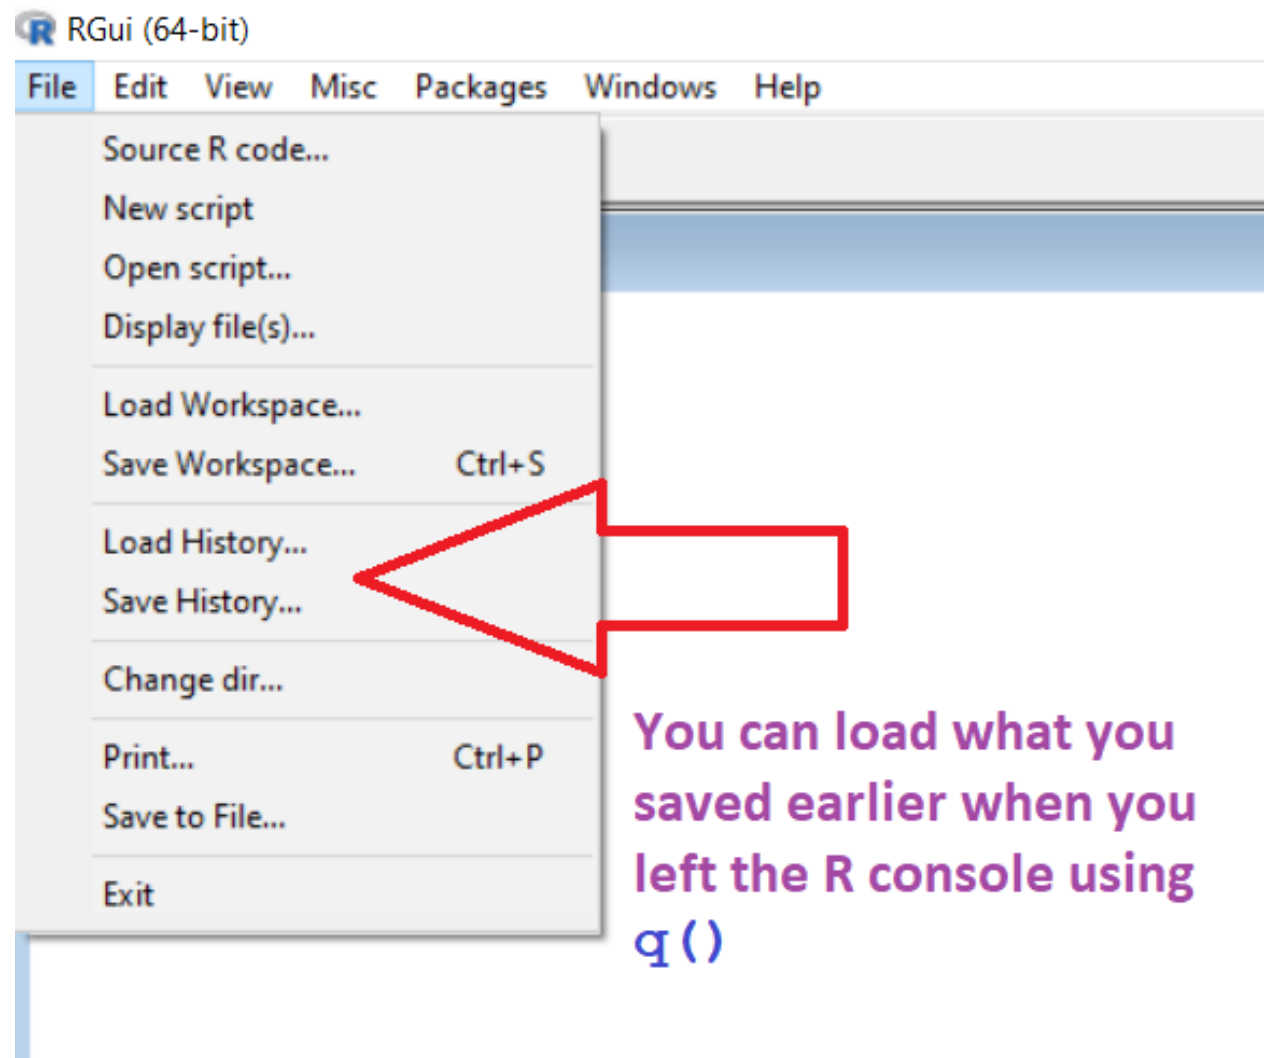 RGui (64-bit)
File Edit View Misc Packages Windows Help
Source R code...
New script
Open script...
Display file(s)...
Load Workspace...
Save Workspace... Ctrl+S
Load History...
Save History...
Change dir...
Print... Ctrl+P
Save to File...
Exit
You can load what you
saved earlier when you
left the R console using
q()